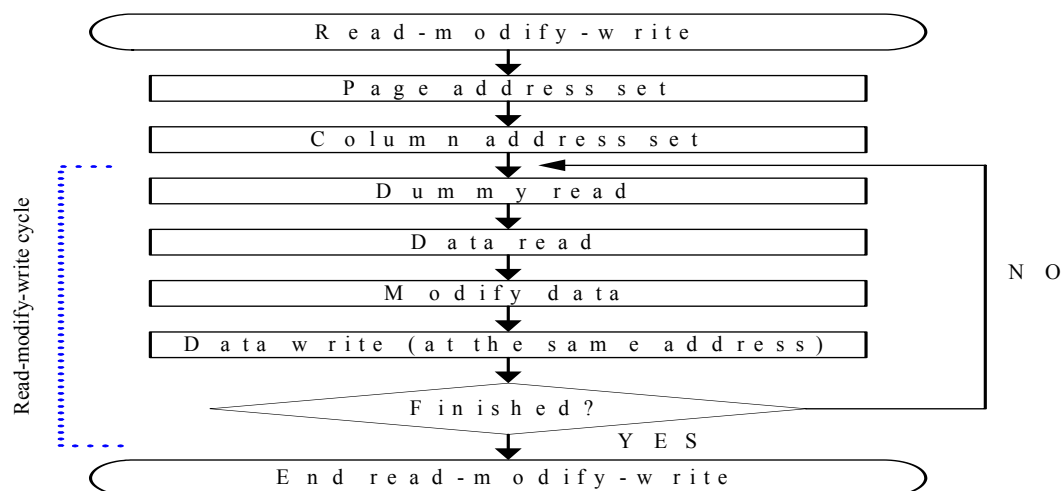 Read-modify-write
Page address set
Column address set
Dummy read
Data read
Modify data
Data write (at the same address)
Finished?
NO
YES
End read-modify-write
Read-modify-write cycle